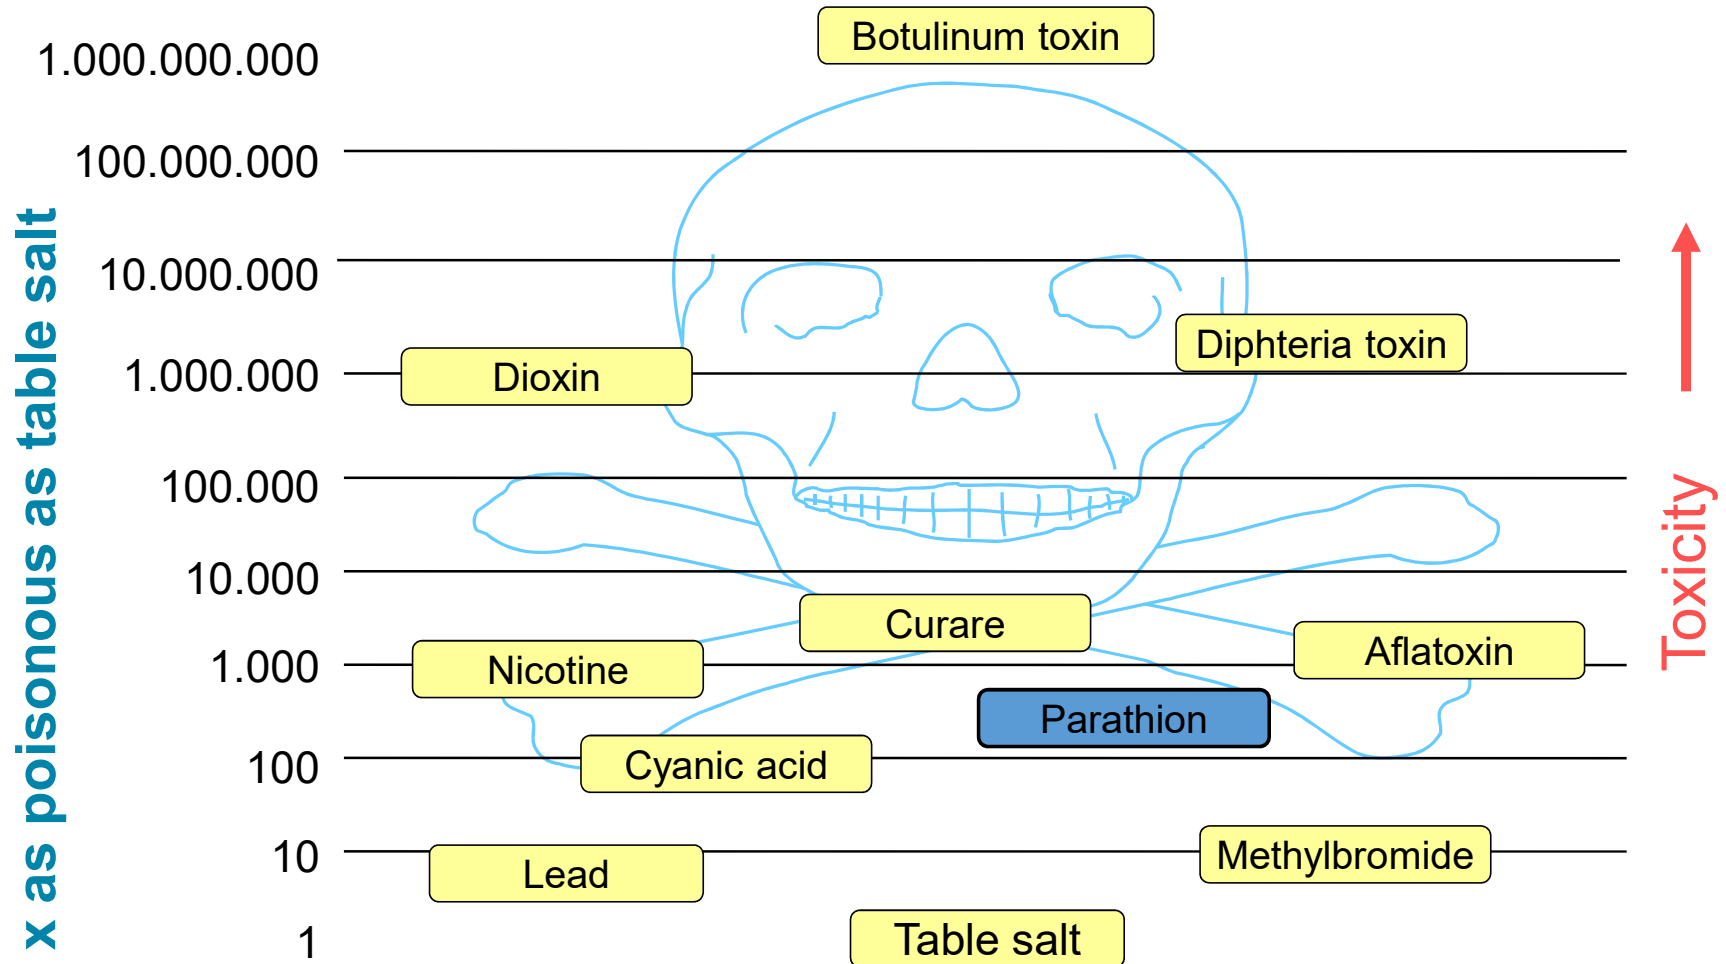 Botulinum toxin
1.000.000.000
100.000.000
10.000.000
Diphteria toxin
1.000.000
Dioxin
100.000
10.000
Curare
Aflatoxin
1.000
Nicotine
Parathion
100
Cyanic acid
10
Methylbromide
Lead
1
Table salt
x as poisonous as table salt
Toxicity